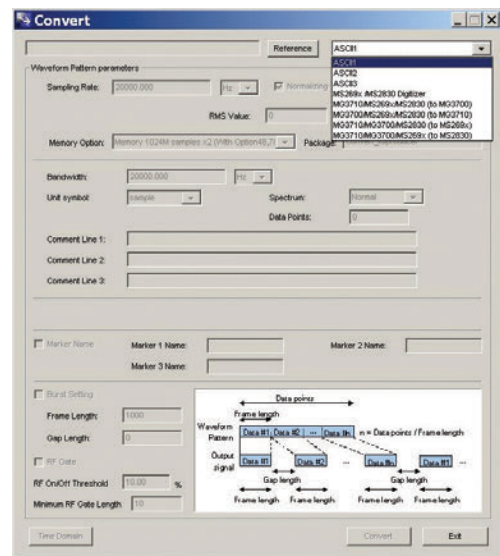 Convert
Reference
ASCII1
ASCII1
ASCII2
ASCII3
MS269x /MS2830 Digitizer
MG3710/MS269x/MS2830 (to MG3700)
MG3700/MS269x/MS2830 (to MG3710)
MG3710/MG3700/MS2830 (to MS269x)
MG3710/MG3700/MS269x (to MS2830)
Waveform Pattern parameters
Sampling Rate: 20000.000 Hz Normalizing
RMS Value: 0
Memory Option: Memory 1024M samples x2 (With Option48,78 Package:
Bandwidth: 20000.000 Hz
Unit symbol: sample Spectrum: Normal
Data Points: 0
Comment Line 1:
Comment Line 2:
Comment Line 3:
Marker Name Marker 1 Name: Marker 2 Name:
Marker 3 Name:
Burst Setting
Frame Length: 1000
Gap Length: 0
RF Gate
RF On/Off Threshold 10.00 %
Minimum RF Gate Length 10
Data points
Frame length
Waveform Pattern Data #1 Data #2 ... Data #n n = Data points / Frame length
Output signal Data #1 Data #2 ... Data #n Data #1 ...
Gap length Gap length
Frame length Frame length Frame length Frame length
Time Domain Convert Exit